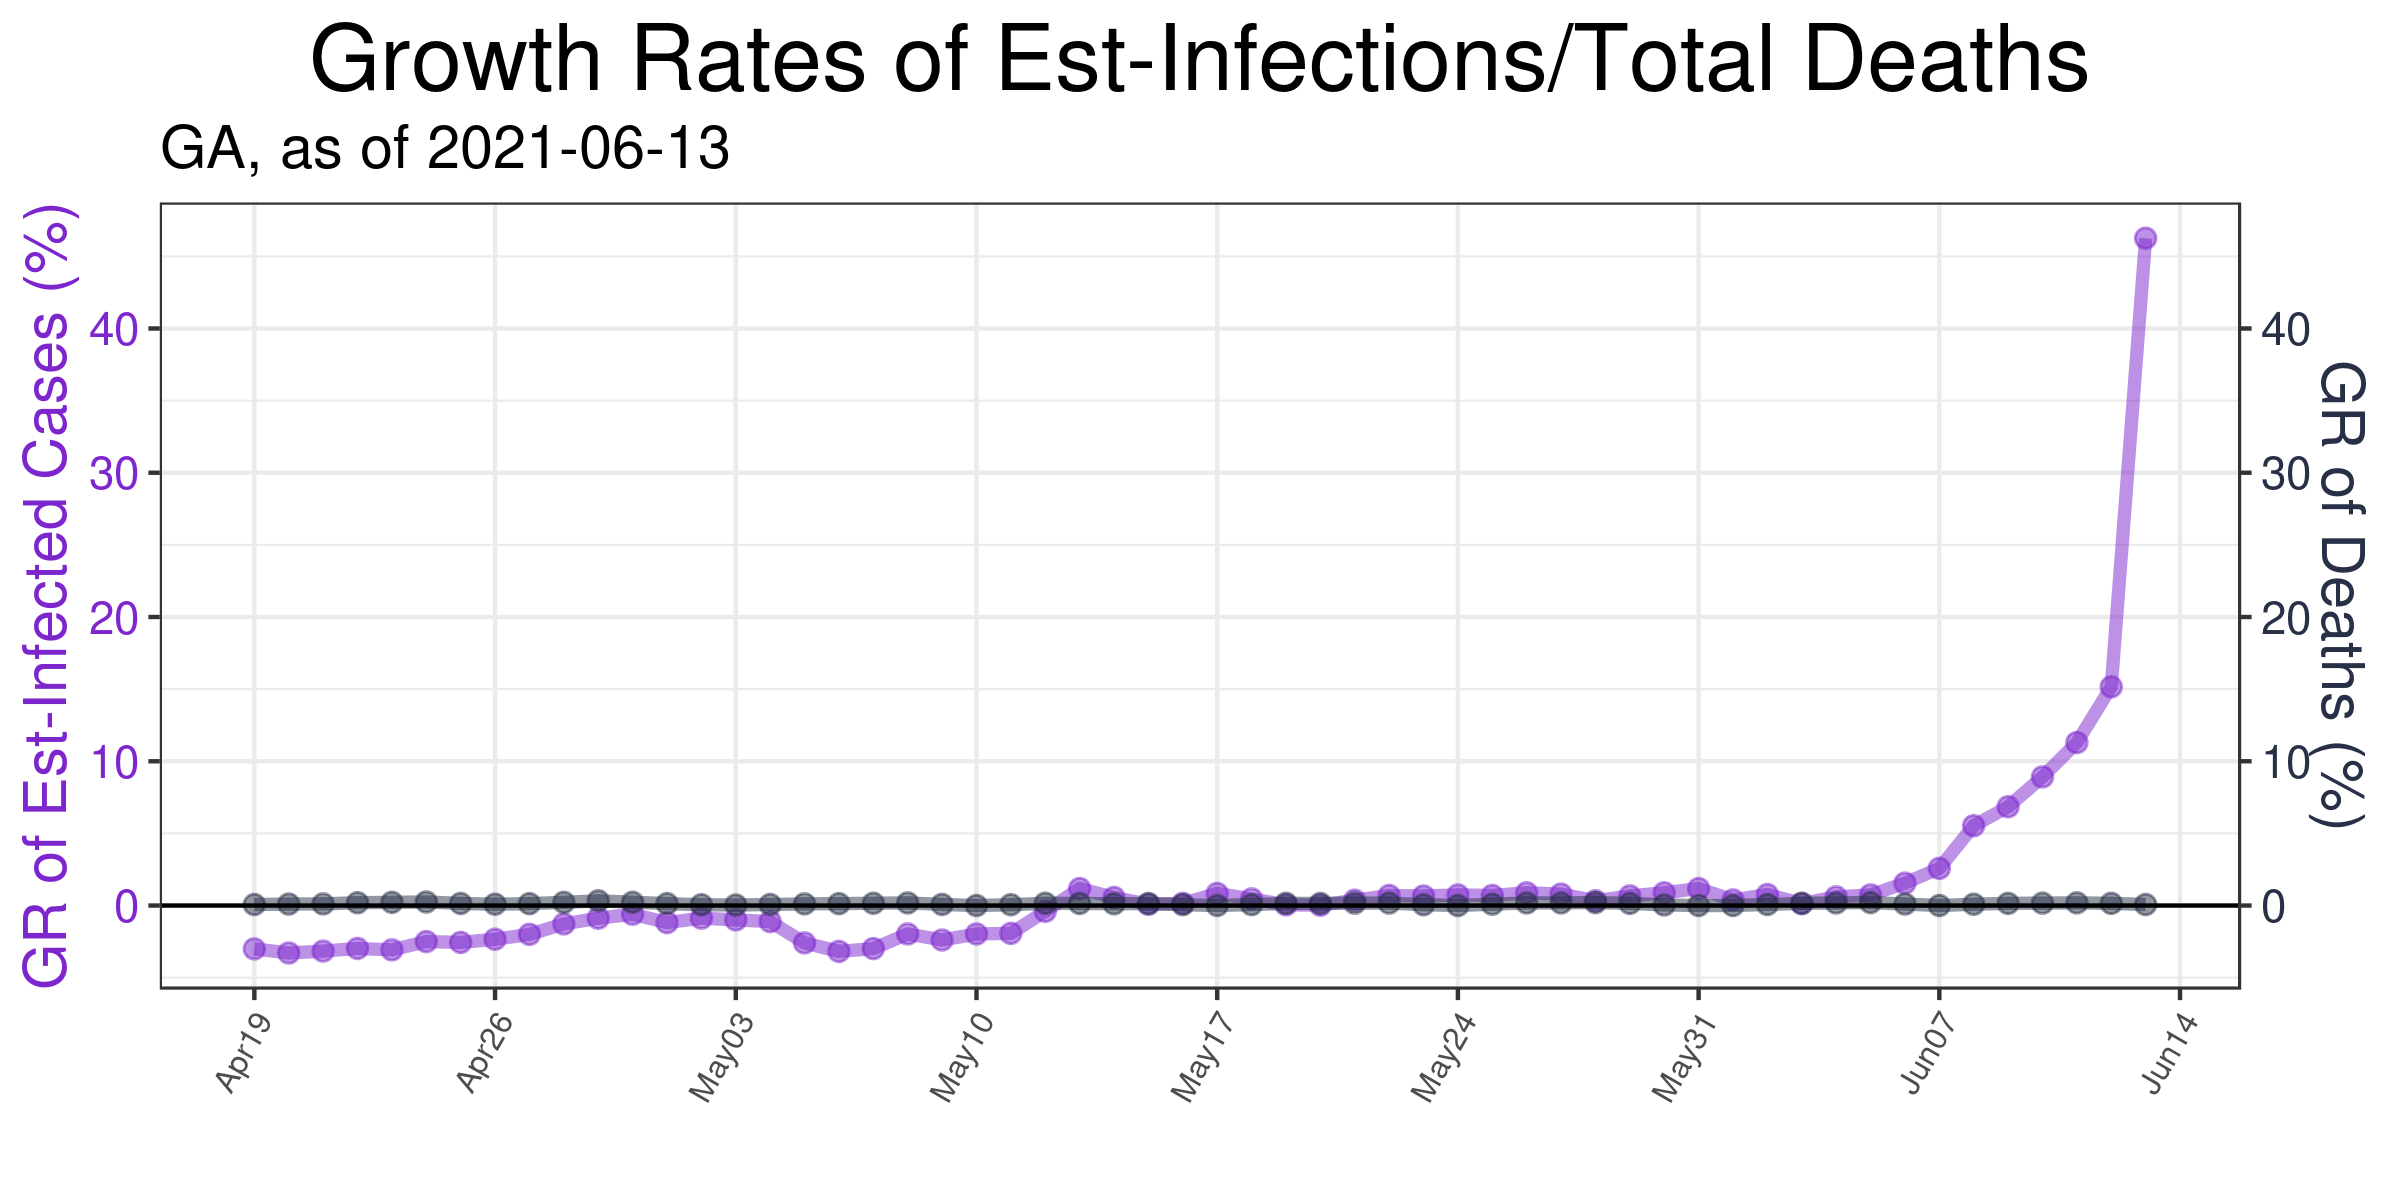 Growth Rates of Est-Infections/Total Deaths
GA, as of 2021-06-13
GR of Est-Infected Cases (%)
40
30
20
10
0
40
30
20
10
0
GR of Deaths (%)
Apr19
Apr26
May03
May10
May17
May24
May31
Jun07
Jun14